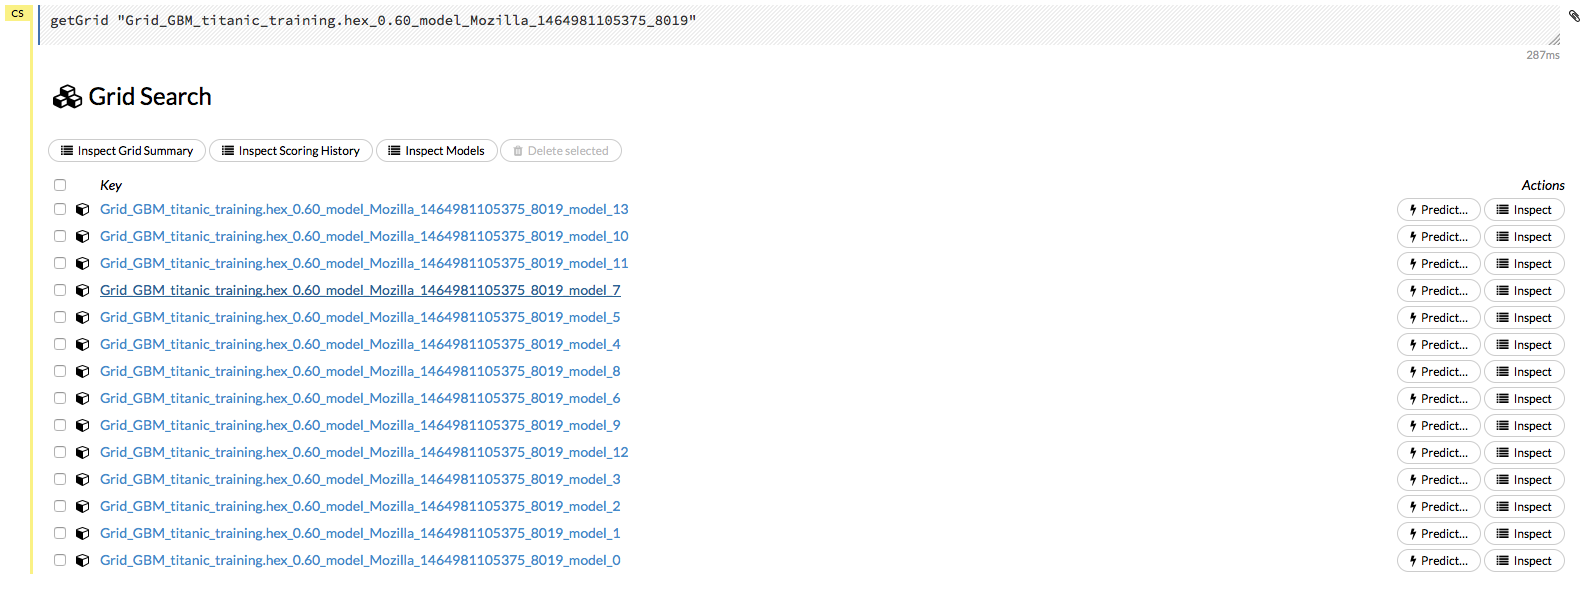 CS
getGrid "Grid_GBM_titanic_training.hex_0.60_model_Mozilla_1464981105375_8019"
287ms
Grid Search
Inspect Grid Summary Inspect Scoring History Inspect Models Delete selected
Key Actions
Grid_GBM_titanic_training.hex_0.60_model_Mozilla_1464981105375_8019_model_13 Predict... Inspect
Grid_GBM_titanic_training.hex_0.60_model_Mozilla_1464981105375_8019_model_10 Predict... Inspect
Grid_GBM_titanic_training.hex_0.60_model_Mozilla_1464981105375_8019_model_11 Predict... Inspect
Grid_GBM_titanic_training.hex_0.60_model_Mozilla_1464981105375_8019_model_7 Predict... Inspect
Grid_GBM_titanic_training.hex_0.60_model_Mozilla_1464981105375_8019_model_5 Predict... Inspect
Grid_GBM_titanic_training.hex_0.60_model_Mozilla_1464981105375_8019_model_4 Predict... Inspect
Grid_GBM_titanic_training.hex_0.60_model_Mozilla_1464981105375_8019_model_8 Predict... Inspect
Grid_GBM_titanic_training.hex_0.60_model_Mozilla_1464981105375_8019_model_6 Predict... Inspect
Grid_GBM_titanic_training.hex_0.60_model_Mozilla_1464981105375_8019_model_9 Predict... Inspect
Grid_GBM_titanic_training.hex_0.60_model_Mozilla_1464981105375_8019_model_12 Predict... Inspect
Grid_GBM_titanic_training.hex_0.60_model_Mozilla_1464981105375_8019_model_3 Predict... Inspect
Grid_GBM_titanic_training.hex_0.60_model_Mozilla_1464981105375_8019_model_2 Predict... Inspect
Grid_GBM_titanic_training.hex_0.60_model_Mozilla_1464981105375_8019_model_1 Predict... Inspect
Grid_GBM_titanic_training.hex_0.60_model_Mozilla_1464981105375_8019_model_0 Predict... Inspect